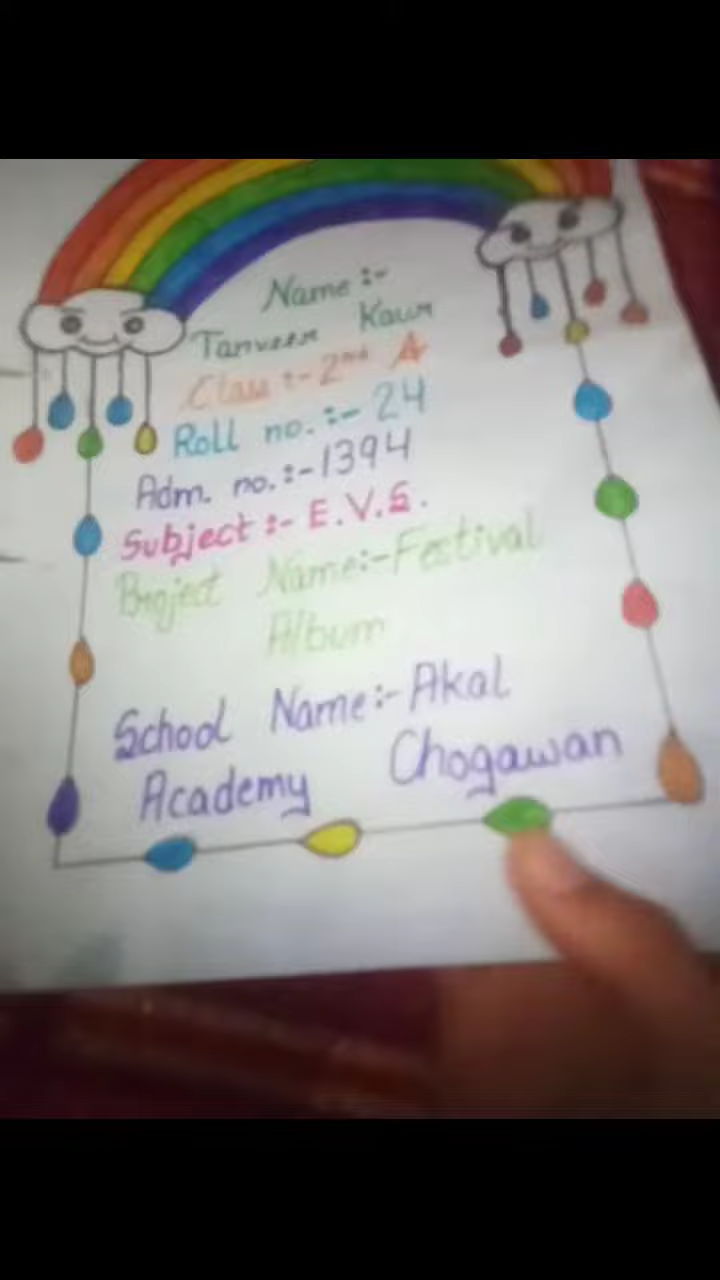 Name :-
Tanveer Kaur
Class :- 2nd A
Roll no. :- 24
Adm. no. :- 1394
Subject :- E.V.S.
Project Name:- Festival
Album
School Name:- Akal
Academy Chogawan